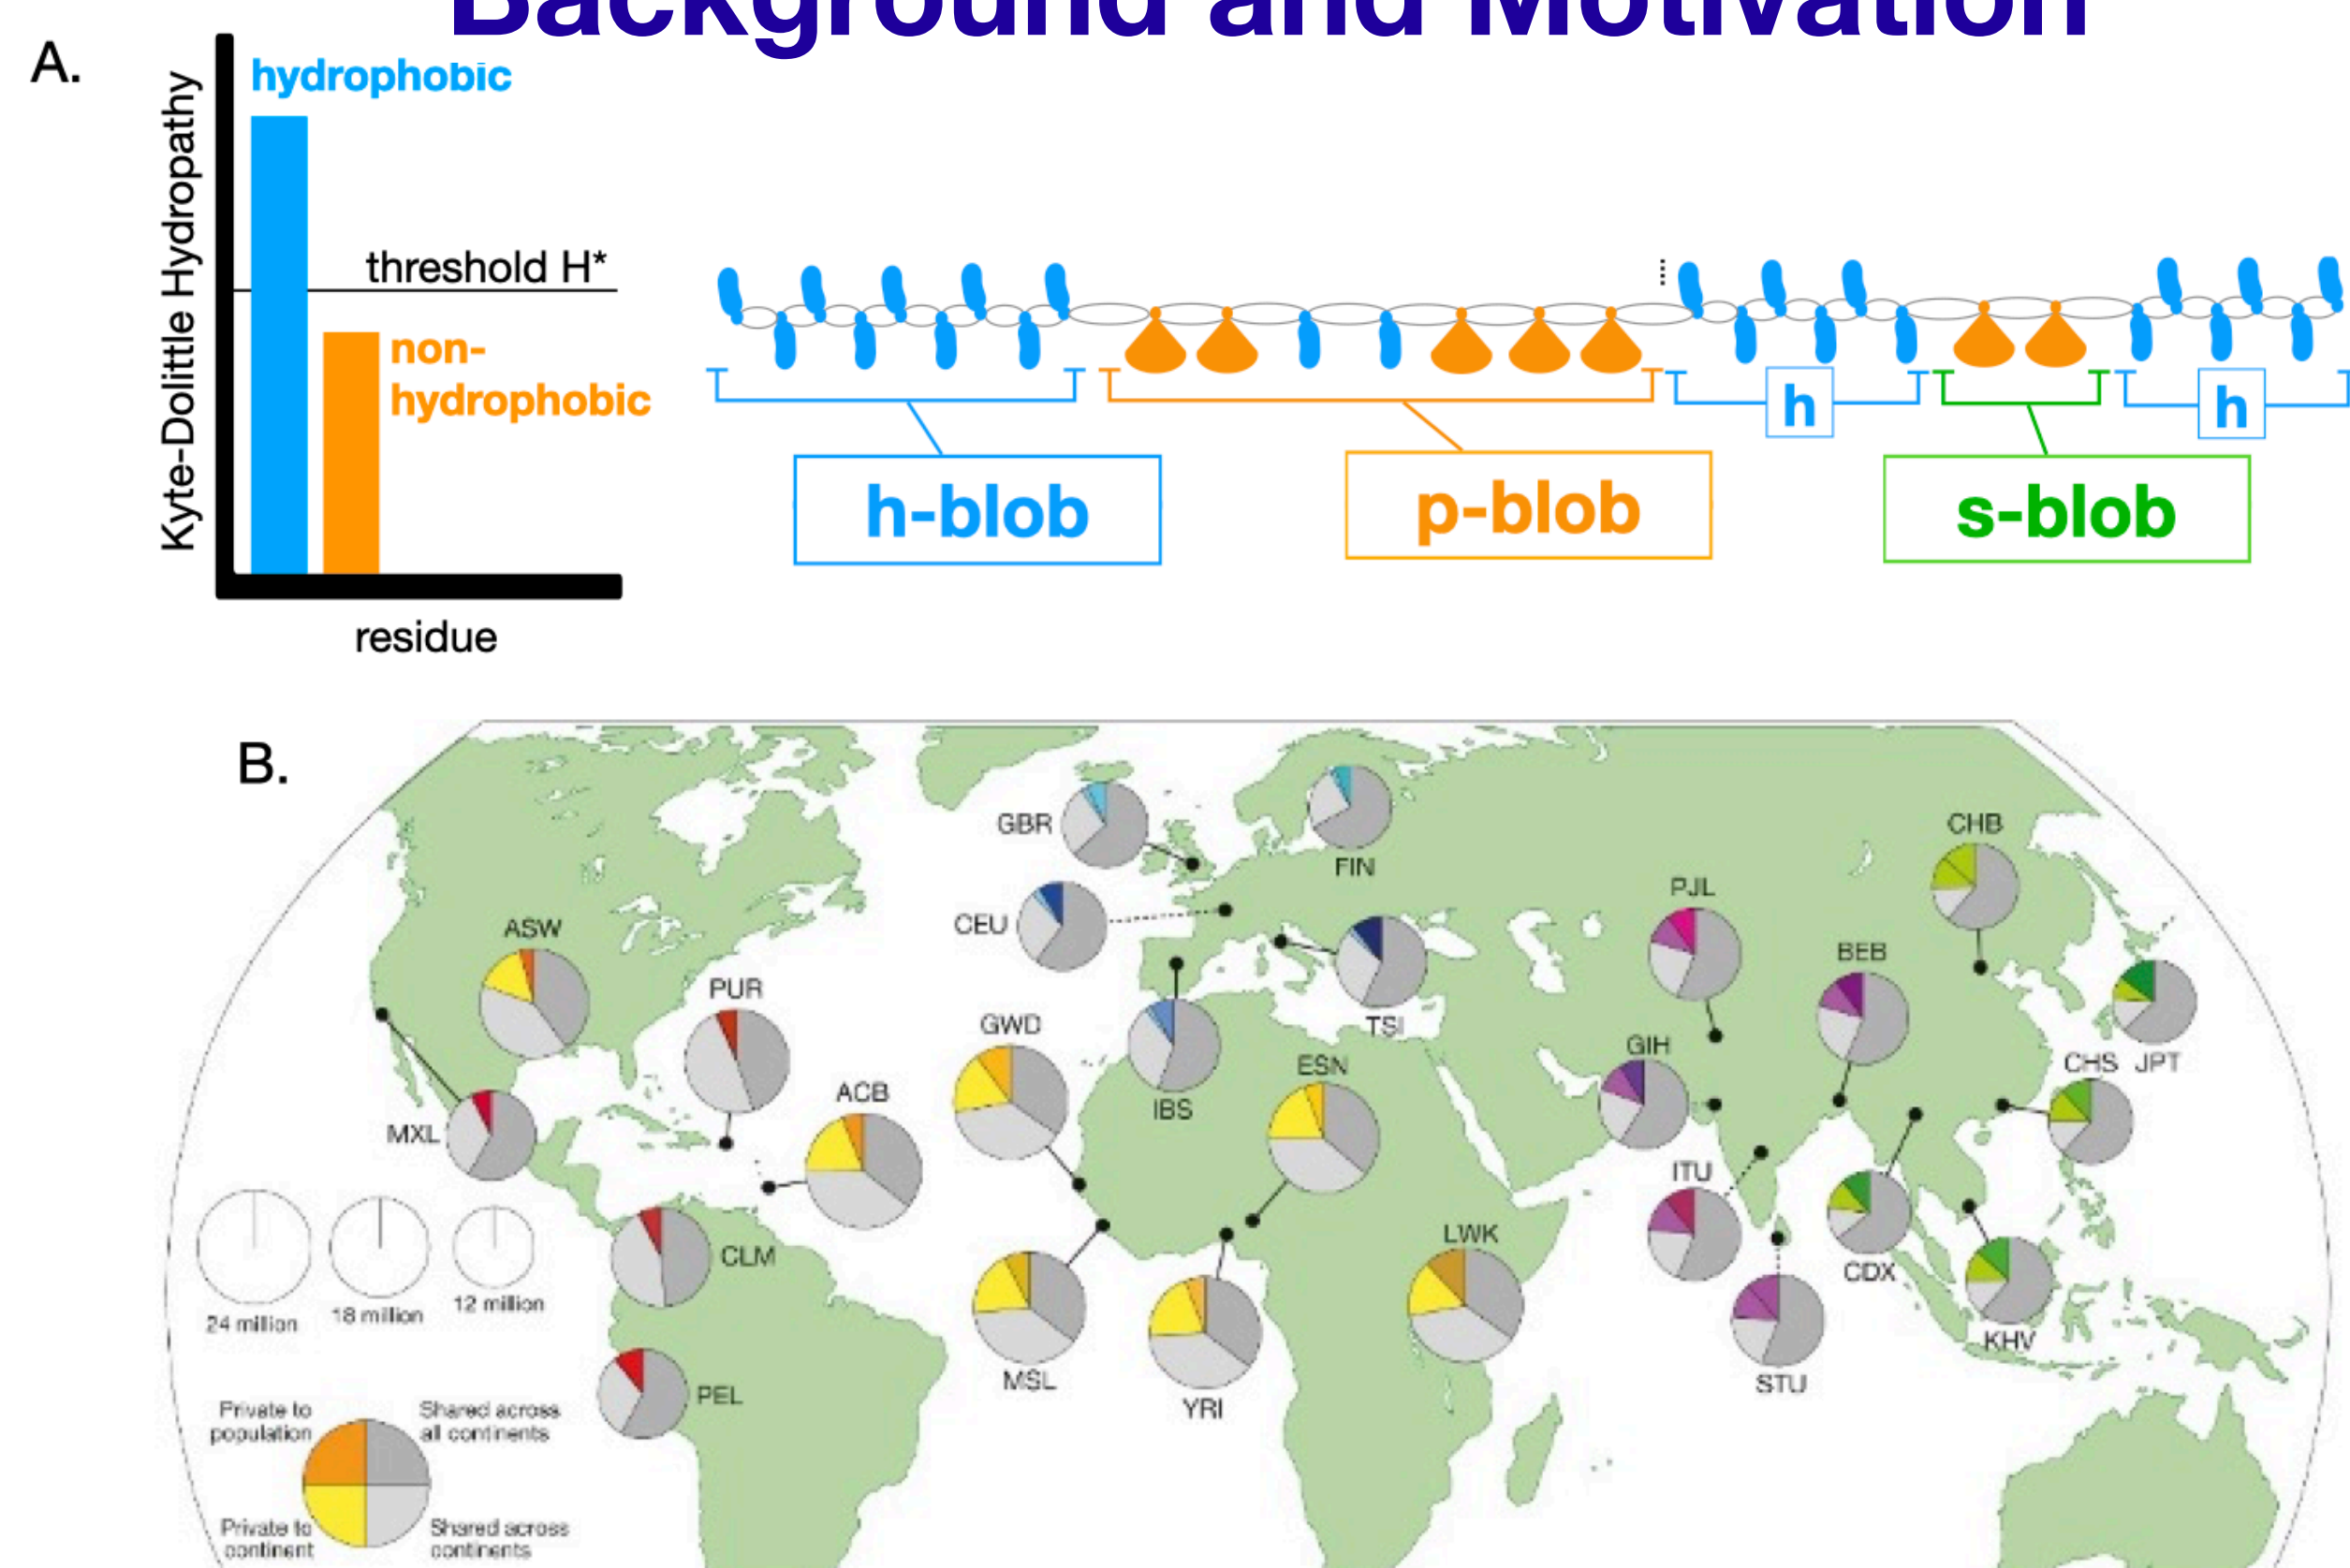 Background and Motivation
A.
hydrophobic
Kyte-Dolittle Hydropathy
threshold H*
non-
hydrophobic
residue
h
h
h-blob
p-blob
s-blob
B.
GBR
FIN
CHB
CEU
PJL
ASW
BEB
PUR
GWD
TSI
GIH
ESN
CHS JPT
ACB
IBS
MXL
ITU
LWK
CLM
CDX
24 million
18 million
12 million
KHV
MSL
STU
YRI
PEL
Private to
population
Shared across
all continents
Private to
continent
Shared across
continents